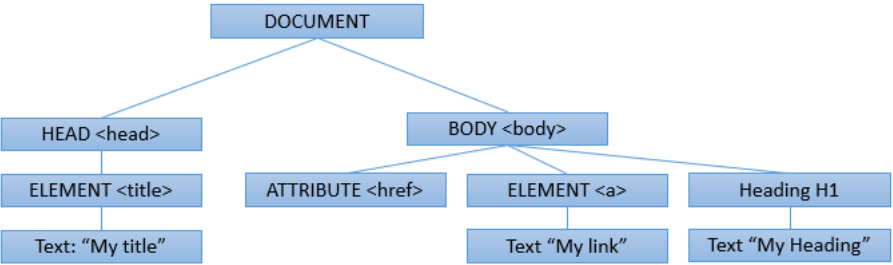 DOCUMENT
HEAD <head>
BODY <body>
ELEMENT <title>
ATTRIBUTE <href>
ELEMENT <a>
Heading H1
Text: “My title”
Text “My link”
Text “My Heading”